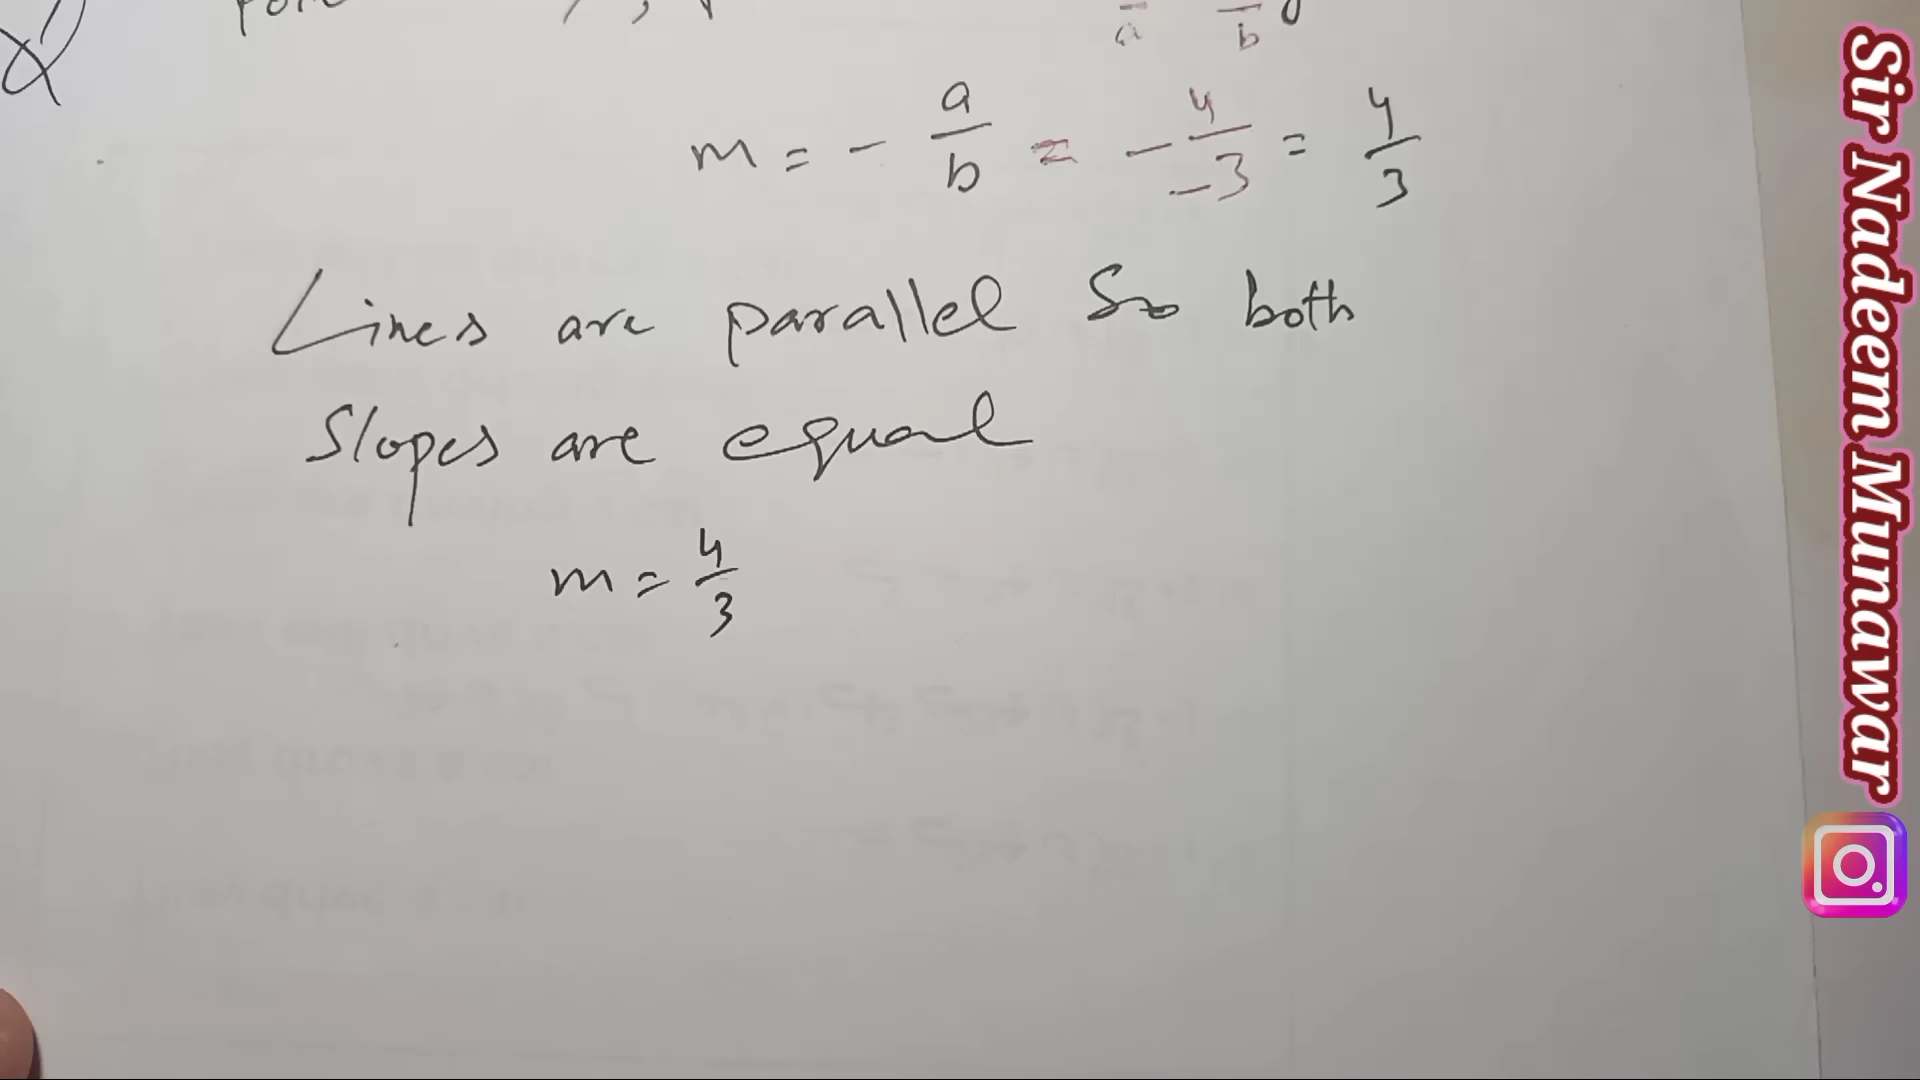 a b
m = - a/b = - 4/-3 = 4/3
Lines are parallel So both
Slopes are equal
m = 4/3
Sir Nadeem Munawar